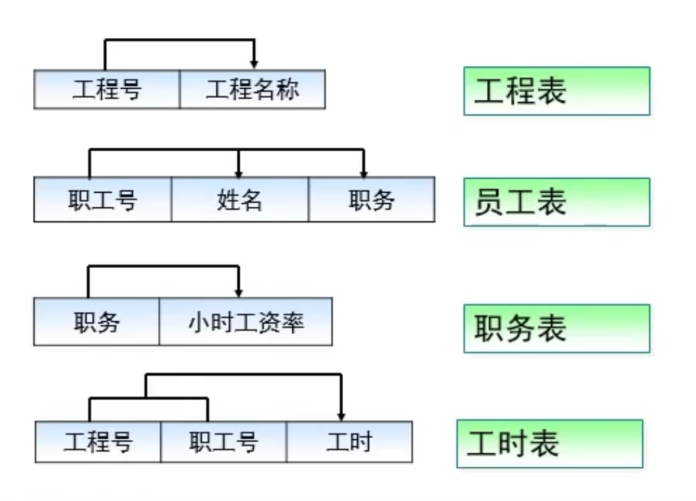 工程号 工程名称 工程表
职工号 姓名 职务 员工表
职务 小时工资率 职务表
工程号 职工号 工时 工时表